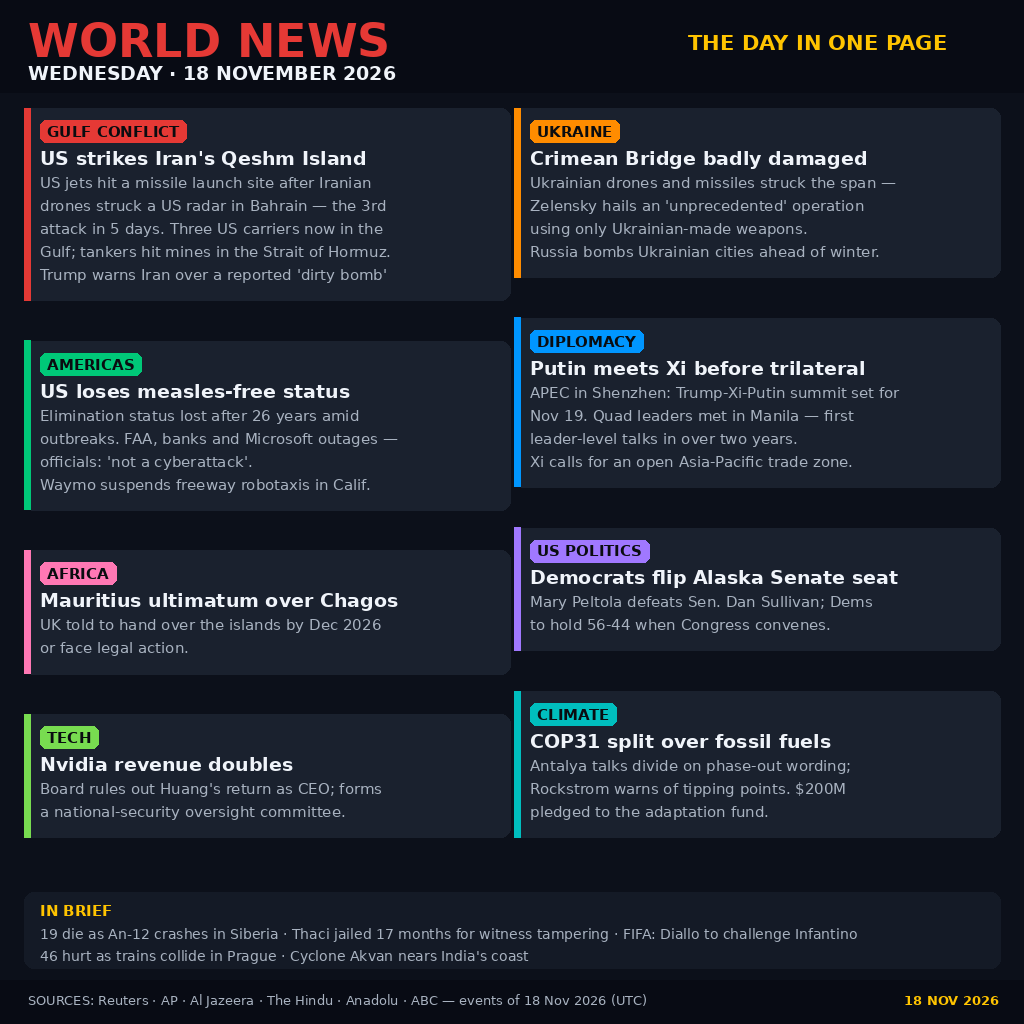 WORLD NEWS
WEDNESDAY · 18 NOVEMBER 2026
THE DAY IN ONE PAGE
GULF CONFLICT
US strikes Iran's Qeshm Island
US jets hit a missile launch site after Iranian
drones struck a US radar in Bahrain — the 3rd
attack in 5 days. Three US carriers now in the
Gulf; tankers hit mines in the Strait of Hormuz.
Trump warns Iran over a reported 'dirty bomb'
UKRAINE
Crimean Bridge badly damaged
Ukrainian drones and missiles struck the span —
Zelensky hails an 'unprecedented' operation
using only Ukrainian-made weapons.
Russia bombs Ukrainian cities ahead of winter.
AMERICAS
US loses measles-free status
Elimination status lost after 26 years amid
outbreaks. FAA, banks and Microsoft outages —
officials: 'not a cyberattack'.
Waymo suspends freeway robotaxis in Calif.
DIPLOMACY
Putin meets Xi before trilateral
APEC in Shenzhen: Trump-Xi-Putin summit set for
Nov 19. Quad leaders met in Manila — first
leader-level talks in over two years.
Xi calls for an open Asia-Pacific trade zone.
AFRICA
Mauritius ultimatum over Chagos
UK told to hand over the islands by Dec 2026
or face legal action.
US POLITICS
Democrats flip Alaska Senate seat
Mary Peltola defeats Sen. Dan Sullivan; Dems
to hold 56-44 when Congress convenes.
TECH
Nvidia revenue doubles
Board rules out Huang's return as CEO; forms
a national-security oversight committee.
CLIMATE
COP31 split over fossil fuels
Antalya talks divide on phase-out wording;
Rockstrom warns of tipping points. $200M
pledged to the adaptation fund.
IN BRIEF
19 die as An-12 crashes in Siberia · Thaci jailed 17 months for witness tampering · FIFA: Diallo to challenge Infantino
46 hurt as trains collide in Prague · Cyclone Akvan nears India's coast
SOURCES: Reuters · AP · Al Jazeera · The Hindu · Anadolu · ABC — events of 18 Nov 2026 (UTC)
18 NOV 2026